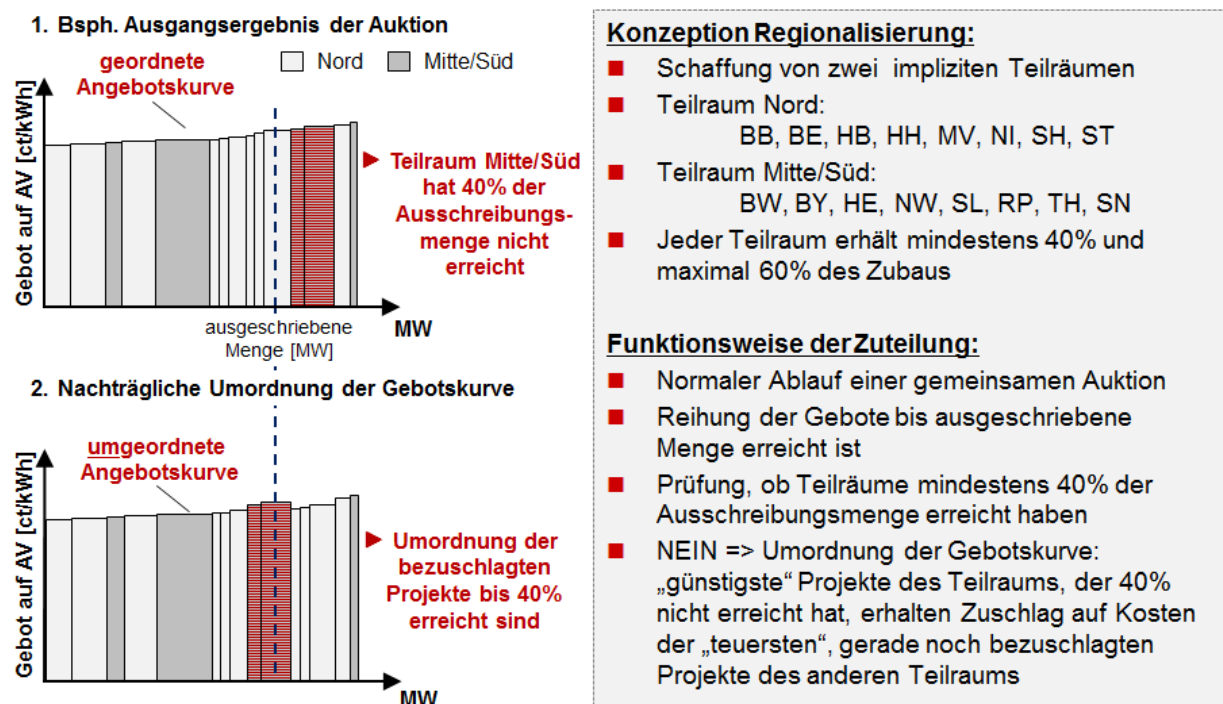 1. Bsph. Ausgangsergebnis der Auktion
geordnete
Angebotskurve
Nord
Mitte/Süd
Gebot auf AV [ct/kWh]
Teilraum Mitte/Süd
hat 40% der
Ausschreibungs-
menge nicht
erreicht
ausgeschriebene
Menge [MW]
MW
2. Nachträgliche Umordnung der Gebotskurve
umgeordnete
Angebotskurve
Gebot auf AV [ct/kWh]
Umordnung der
bezuschlagten
Projekte bis 40%
erreicht sind
MW
Konzeption Regionalisierung:
Schaffung von zwei impliziten Teilräumen
Teilraum Nord:
BB, BE, HB, HH, MV, NI, SH, ST
Teilraum Mitte/Süd:
BW, BY, HE, NW, SL, RP, TH, SN
Jeder Teilraum erhält mindestens 40% und
maximal 60% des Zubaus
Funktionsweise der Zuteilung:
Normaler Ablauf einer gemeinsamen Auktion
Reihung der Gebote bis ausgeschriebene
Menge erreicht ist
Prüfung, ob Teilräume mindestens 40% der
Ausschreibungsmenge erreicht haben
NEIN => Umordnung der Gebotskurve:
„günstigste“ Projekte des Teilraums, der 40%
nicht erreicht hat, erhalten Zuschlag auf Kosten
der „teuersten“, gerade noch bezuschlagten
Projekte des anderen Teilraums